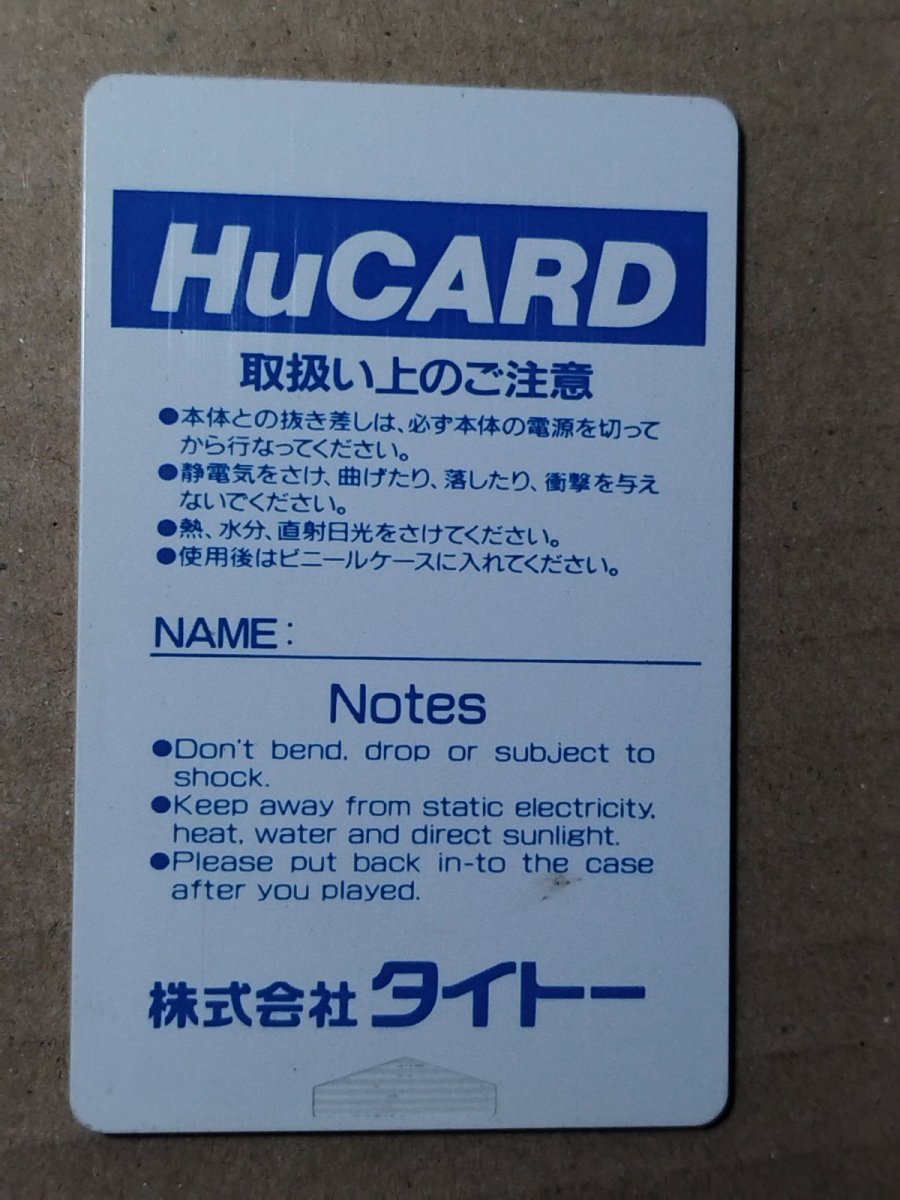 HuCARD
取扱い上のご注意
●本体との抜き差しは、必ず本体の電源を切って
から行なってください。
●静電気をさけ、曲げたり、落したり、衝撃を与え
ないでください。
●熱、水分、直射日光をさけてください。
●使用後はビニールケースに入れてください。
NAME:
Notes
●Don't bend, drop or subject to
shock.
●Keep away from static electricity,
heat, water and direct sunlight.
●Please put back in-to the case
after you played.
株式会社タイトー